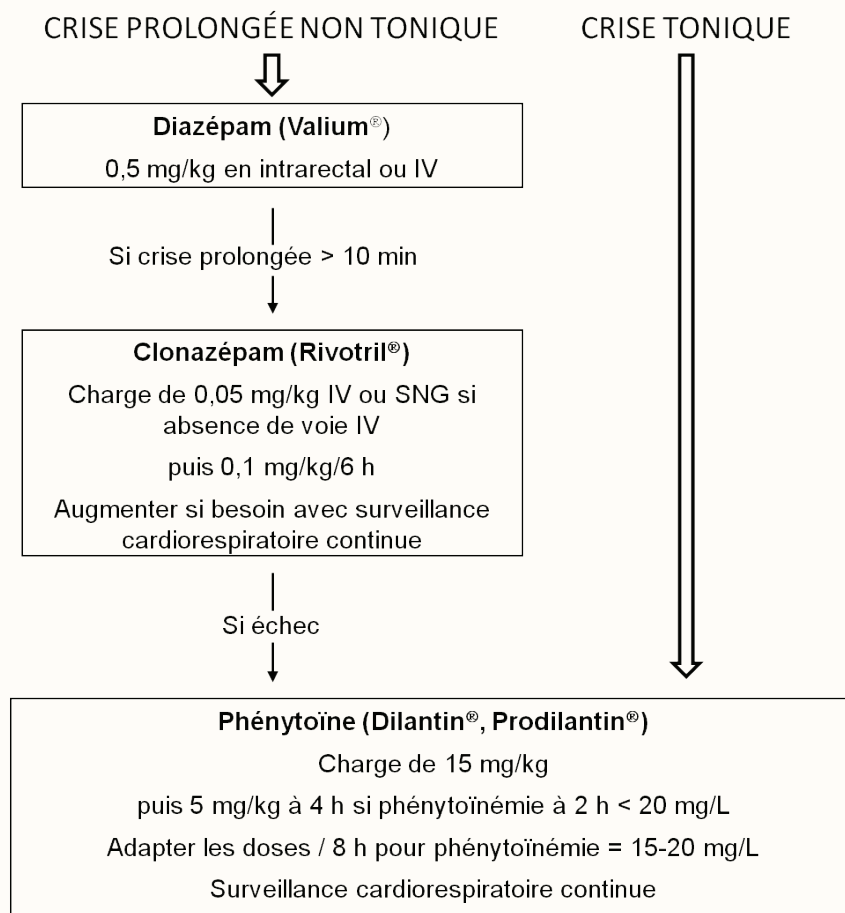 CRISE PROLONGÉE NON TONIQUE
CRISE TONIQUE
Diazépam (Valium®)
0,5 mg/kg en intrarectal ou IV
Si crise prolongée > 10 min
Clonazépam (Rivotril®)
Charge de 0,05 mg/kg IV ou SNG si
absence de voie IV
puis 0,1 mg/kg/6 h
Augmenter si besoin avec surveillance
cardiorespiratoire continue
Si échec
Phénytoïne (Dilantin®, Prodilantin®)
Charge de 15 mg/kg
puis 5 mg/kg à 4 h si phénytoïnémie à 2 h < 20 mg/L
Adapter les doses / 8 h pour phénytoïnémie = 15-20 mg/L
Surveillance cardiorespiratoire continue